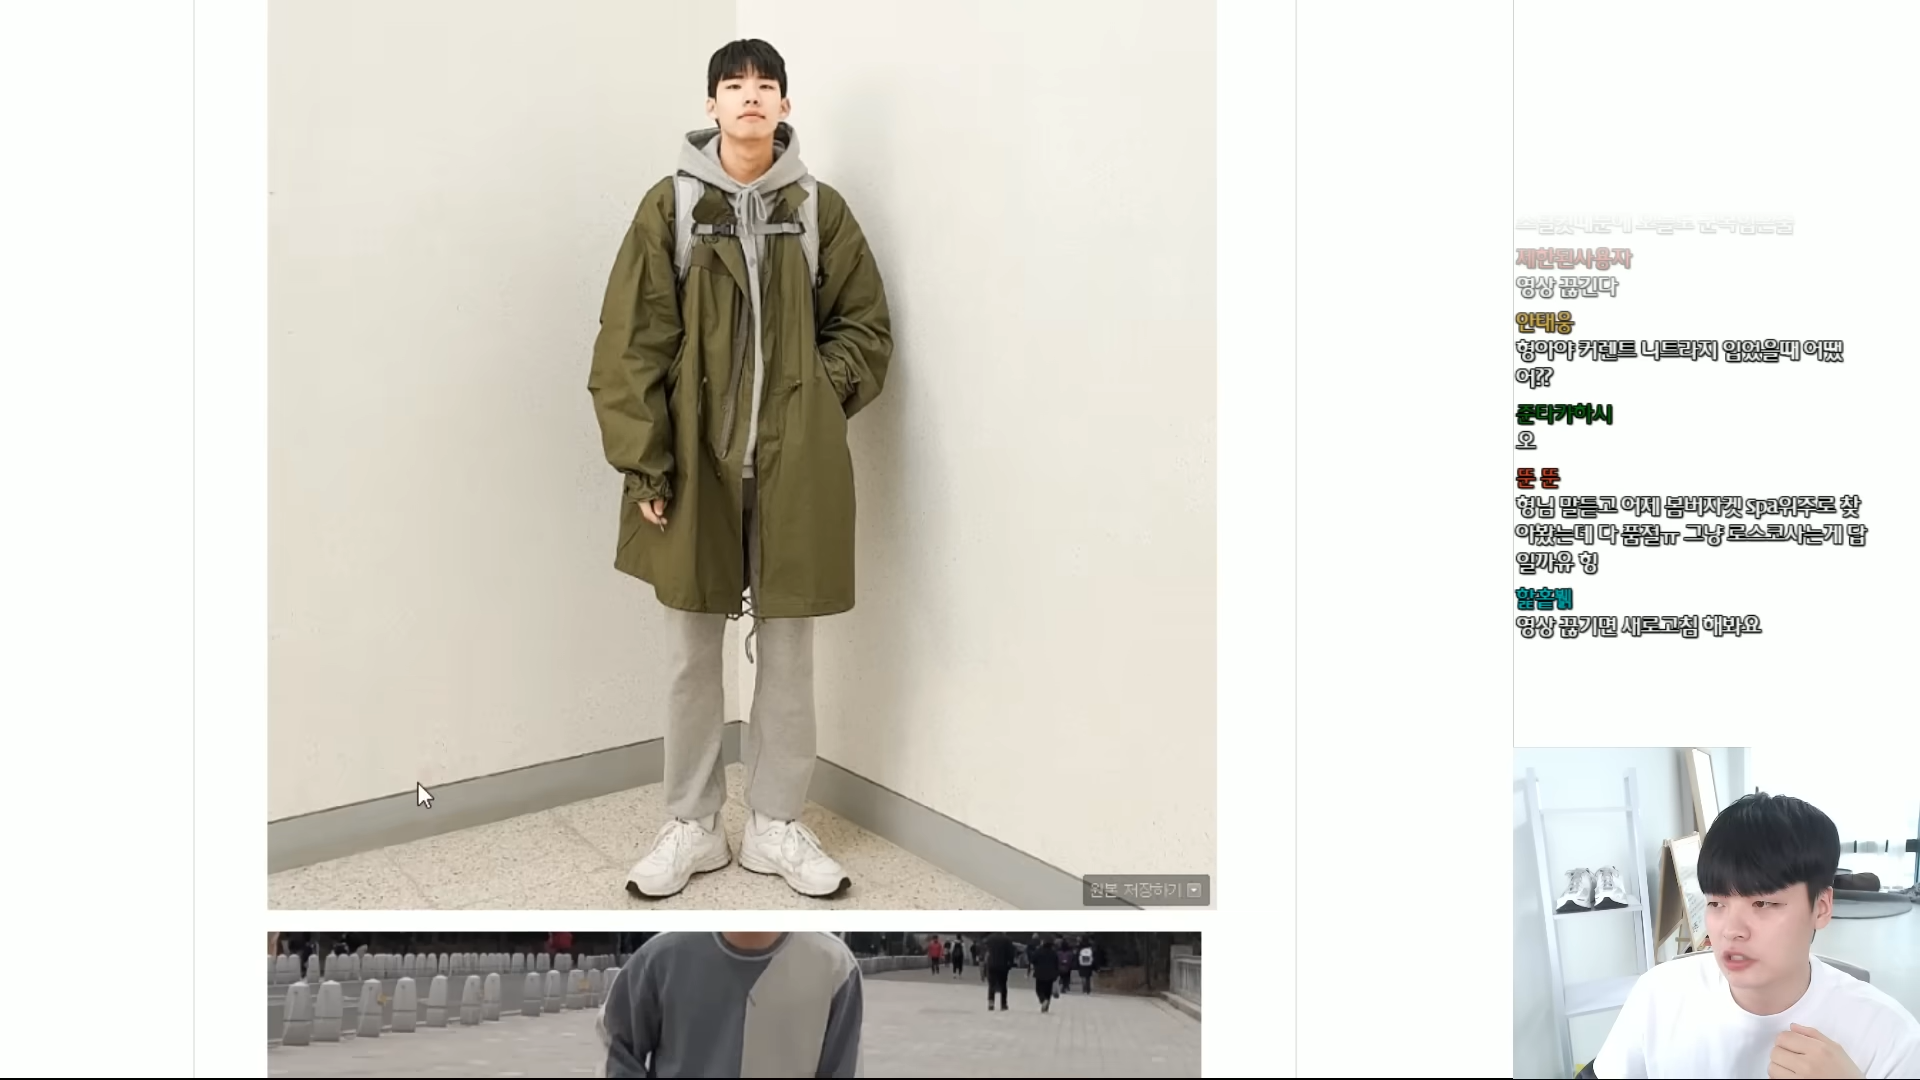 제한된사용자
영상 끊긴다
안태웅
형아야 커렌트 니트라지 입었을때 어땠
어??
준타카하시
오
뚠 뚠
형님 말듣고 어제 봄버자켓 spa위주로 찾
아봤는데 다 품절ㅠ 그냥 로스코사는게 답
일까유 힝
영상 끊기면 새로고침 해봐요
원본 저장하기